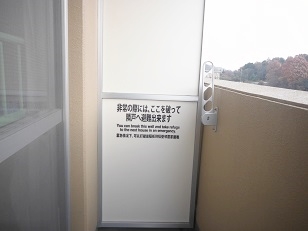 非常の際には、ここを破って
隣戸へ避難出来ます
You can break this wall and take refuge
to the next house in an emergency.